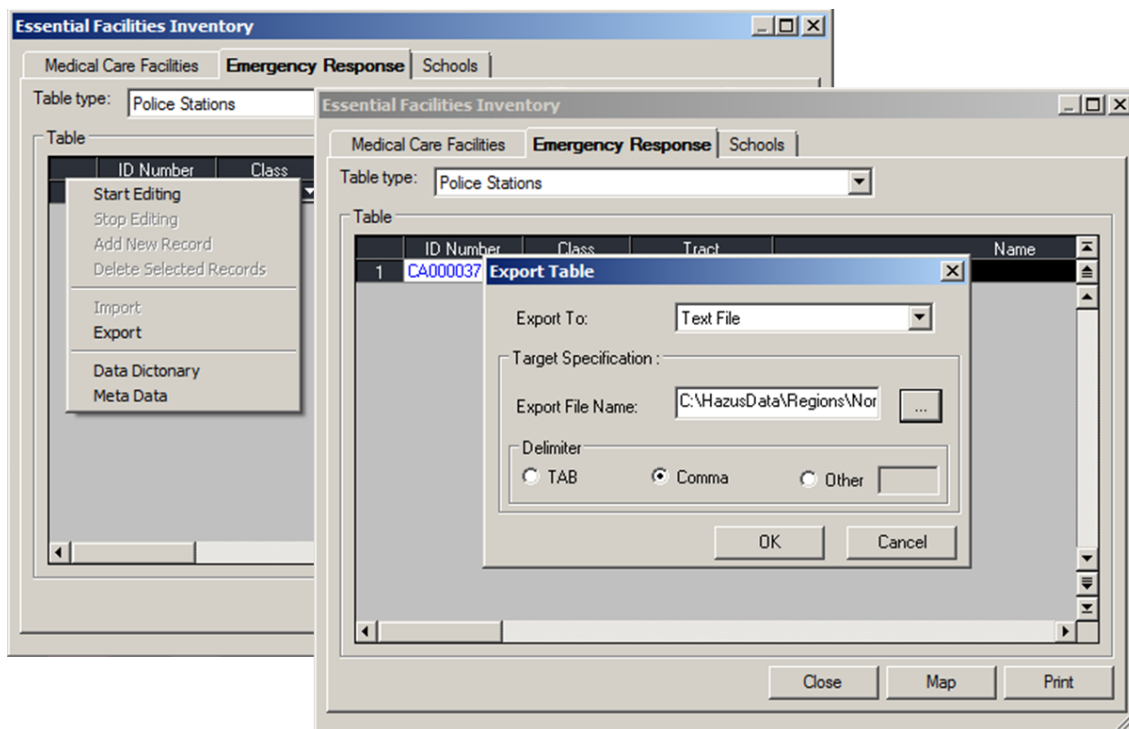 Essential Facilities Inventory
Medical Care Facilities Emergency Response Schools
Table type: Police Stations
Table
ID Number Class
Start Editing
Stop Editing
Add New Record
Delete Selected Records
Import
Export
Data Dictonary
Meta Data
Essential Facilities Inventory
Medical Care Facilities Emergency Response Schools
Table type: Police Stations
Table
ID Number Class Tract Name
1 CA000037
Export Table
Export To: Text File
Target Specification :
Export File Name: C:\HazusData\Regions\Nor ...
Delimiter
TAB Comma Other
OK Cancel
Close Map Print